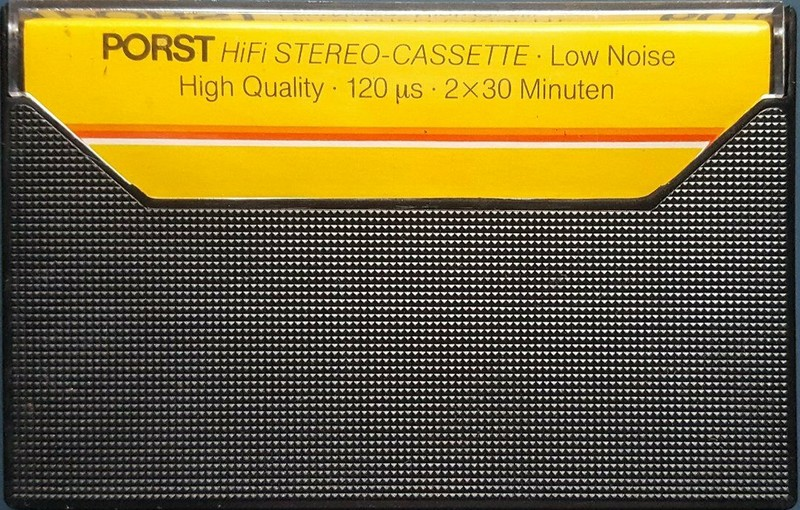 PORST HiFi STEREO-CASSETTE · Low Noise
High Quality · 120 µs · 2×30 Minuten